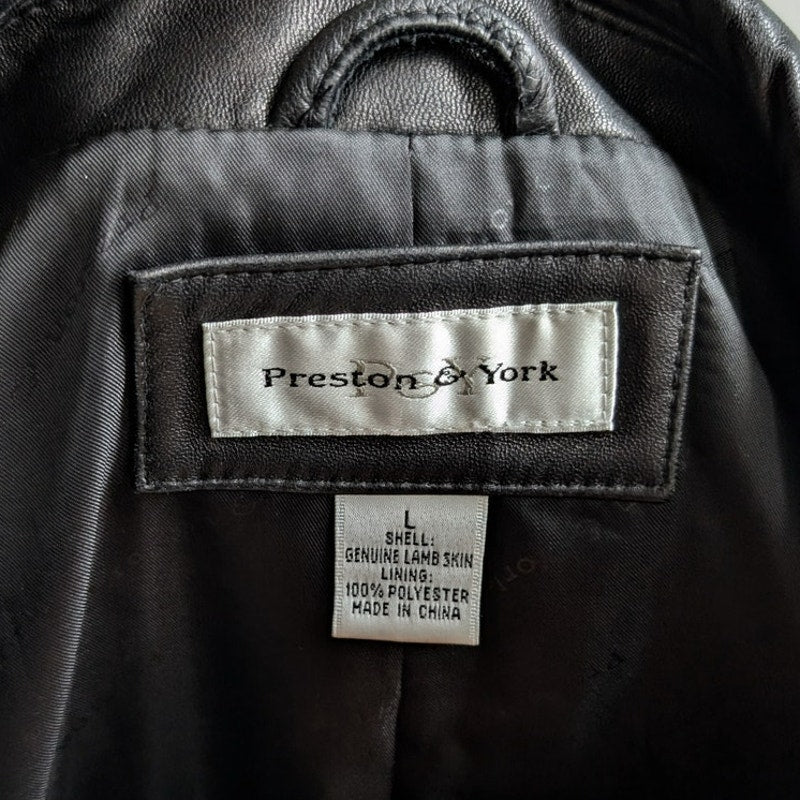 Preston & York
L
SHELL:
GENUINE LAMB SKIN
LINING:
100% POLYESTER
MADE IN CHINA